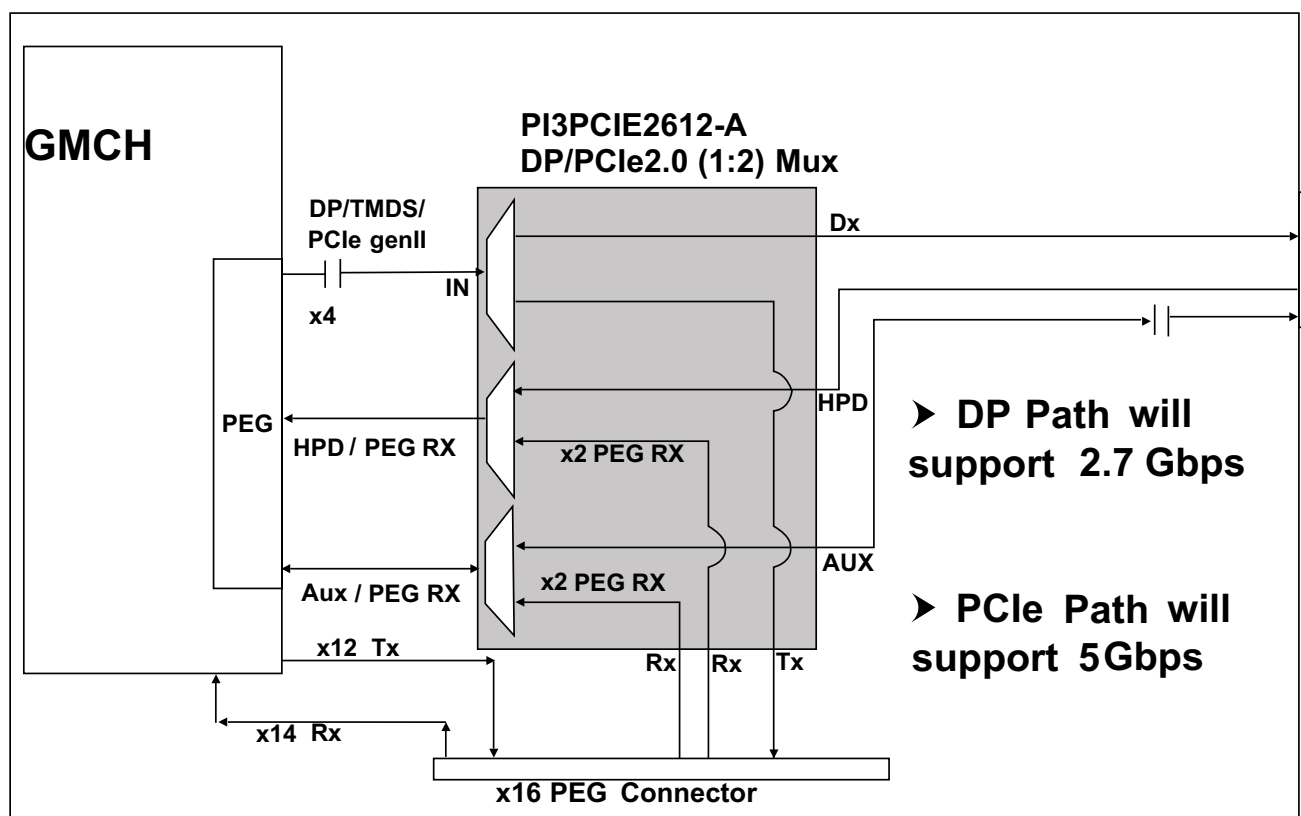 GMCH
PI3PCIE2612-A
DP/PCIe2.0 (1:2) Mux
DP/TMDS/
PCIe genII
IN
x4
Dx
PEG
HPD / PEG RX
x2 PEG RX
HPD
➤ DP Path will
support 2.7 Gbps
Aux / PEG RX
x2 PEG RX
AUX
➤ PCIe Path will
support 5Gbps
x12 Tx
Rx
Rx
Tx
x14 Rx
x16 PEG Connector